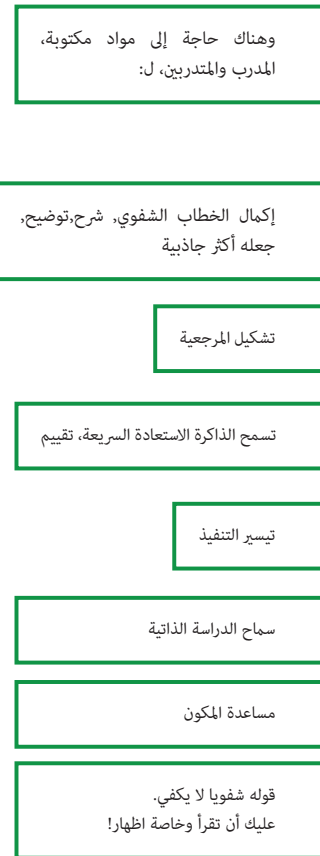 وهناك حاجة إلى مواد مكتوبة،
المدرب والمتدربين، ل:
إكمال الخطاب الشفوي, شرح,توضيح,
جعله أكثر جاذبية
تشكيل المرجعية
تسمح الذاكرة الاستعادة السريعة، تقييم
تيسير التنفيذ
سماح الدراسة الذاتية
مساعدة المكون
قوله شفويا لا يكفي.
عليك أن تقرأ وخاصة اظهار!